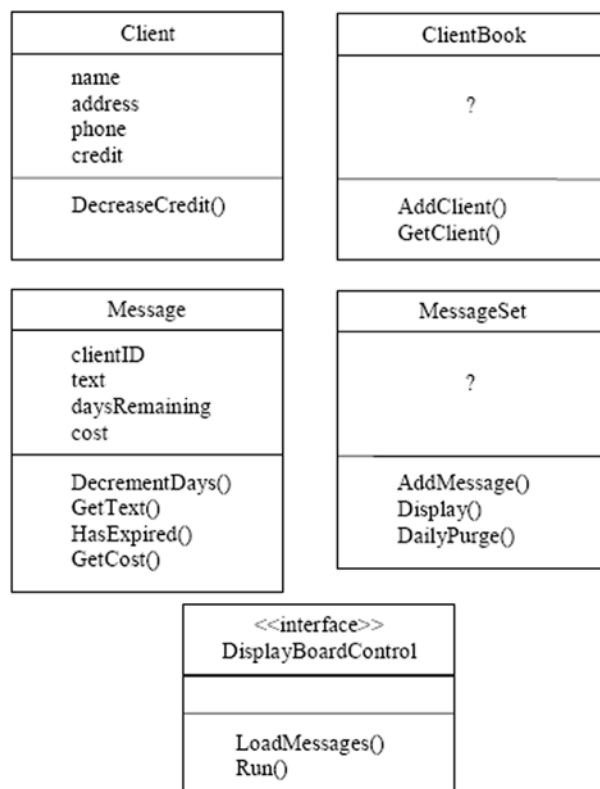 Client
name
address
phone
credit
DecreaseCredit()
ClientBook
?
AddClient()
GetClient()
Message
clientID
text
daysRemaining
cost
DecrementDays()
GetText()
HasExpired()
GetCost()
MessageSet
?
AddMessage()
Display()
DailyPurge()
<<interface>>
DisplayBoardControl
LoadMessages()
Run()